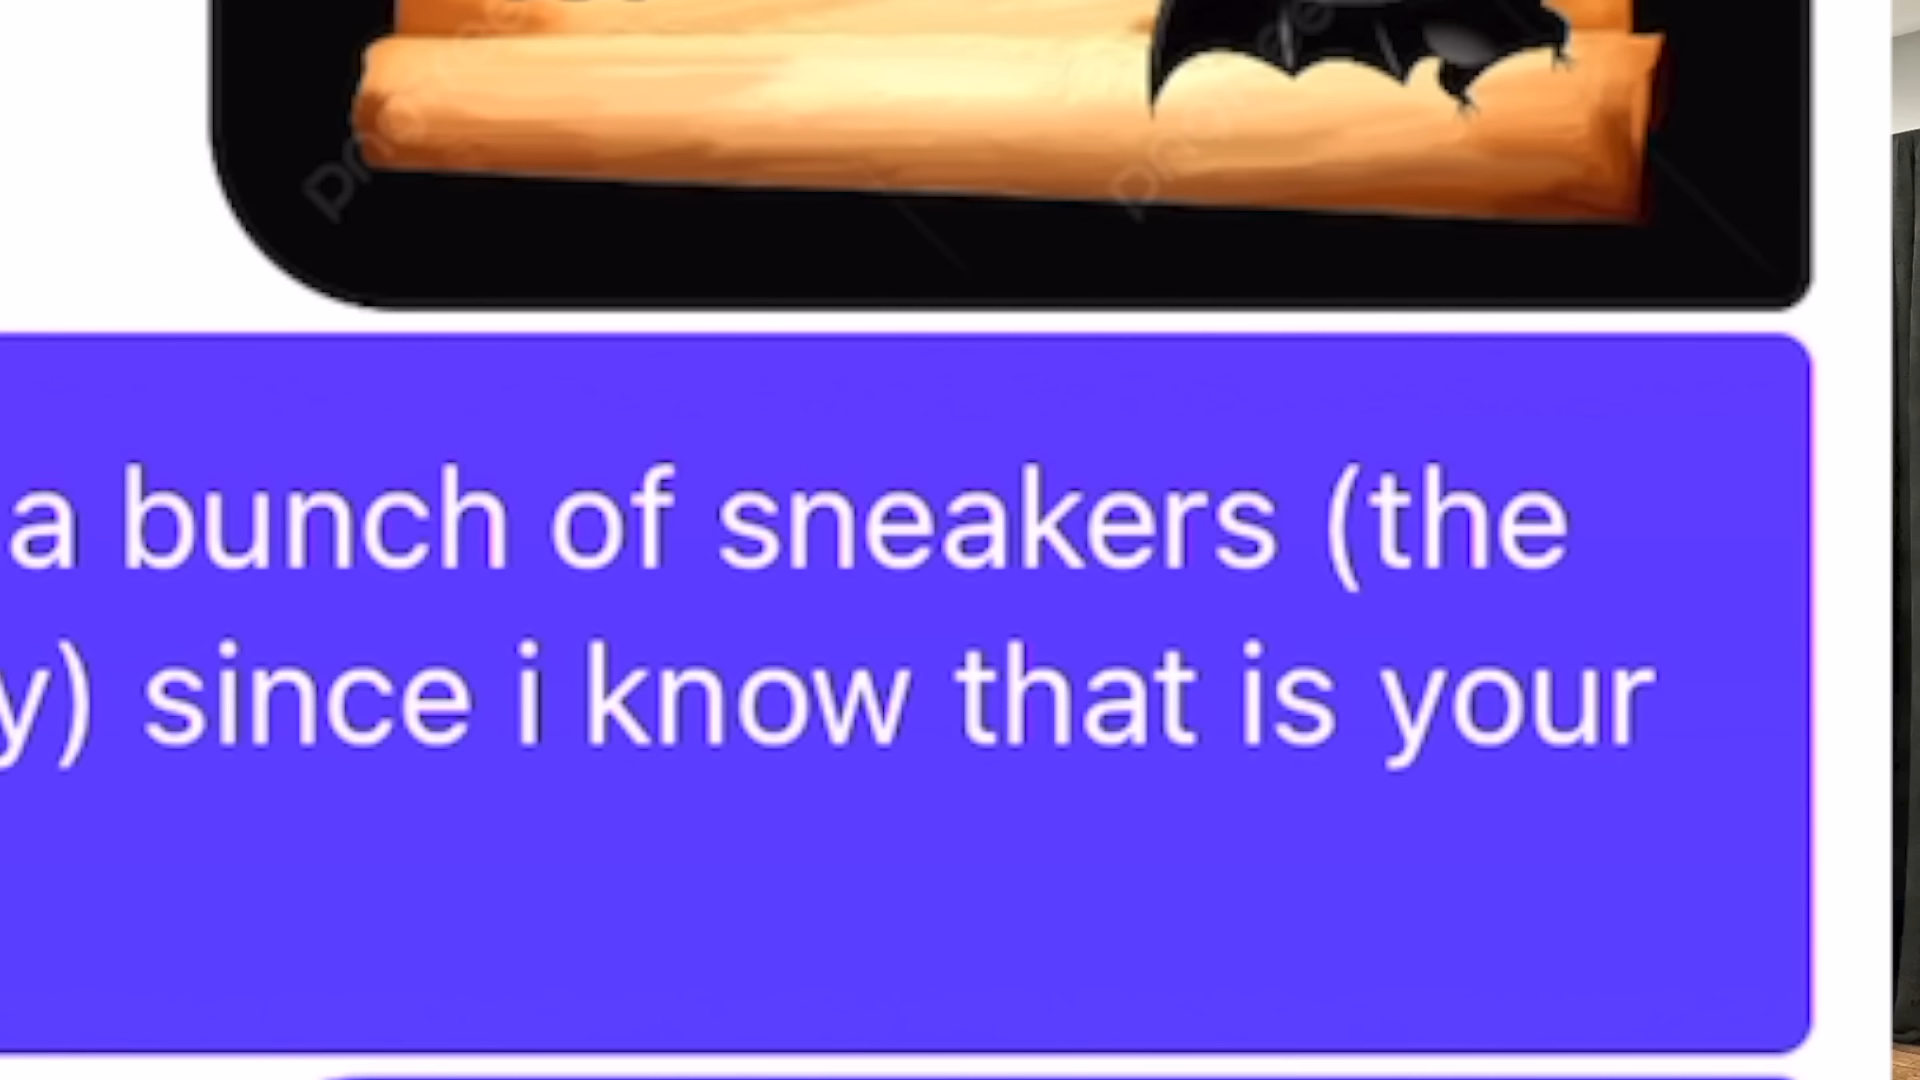 a bunch of sneakers (the
y) since i know that is your